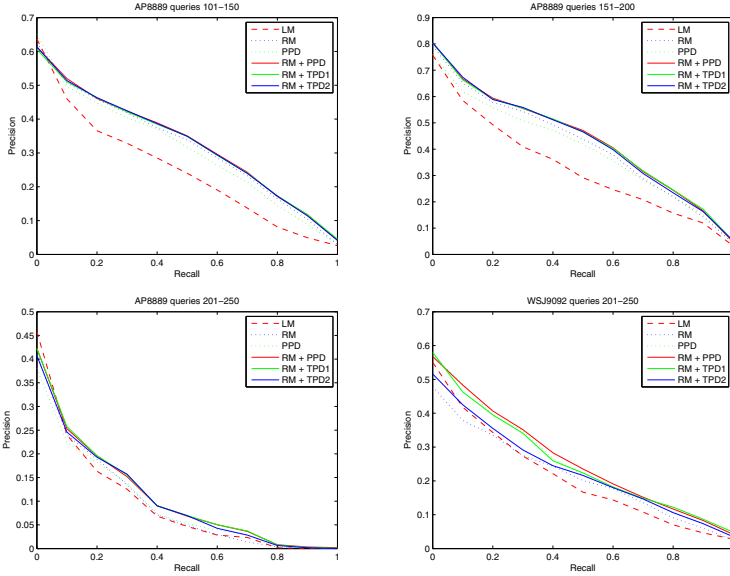 AP8889 queries 101−150
0.7
0.6
0.5
0.4
0.3
0.2
0.1
0
Precision
0 0.2 0.4 0.6 0.8 1
Recall
LM
RM
PPD
RM + PPD
RM + TPD1
RM + TPD2
AP8889 queries 151−200
0.9
0.8
0.7
0.6
0.5
0.4
0.3
0.2
0.1
0
Precision
0 0.2 0.4 0.6 0.8
Recall
LM
RM
PPD
RM + PPD
RM + TPD1
RM + TPD2
AP8889 queries 201−250
0.5
0.45
0.4
0.35
0.3
0.25
0.2
0.15
0.1
0.05
0
Precision
0 0.2 0.4 0.6 0.8 1
Recall
LM
RM
PPD
RM + PPD
RM + TPD1
RM + TPD2
WSJ9092 queries 201−250
0.7
0.6
0.5
0.4
0.3
0.2
0.1
0
Precision
0 0.2 0.4 0.6 0.8
Recall
LM
RM
PPD
RM + PPD
RM + TPD1
RM + TPD2